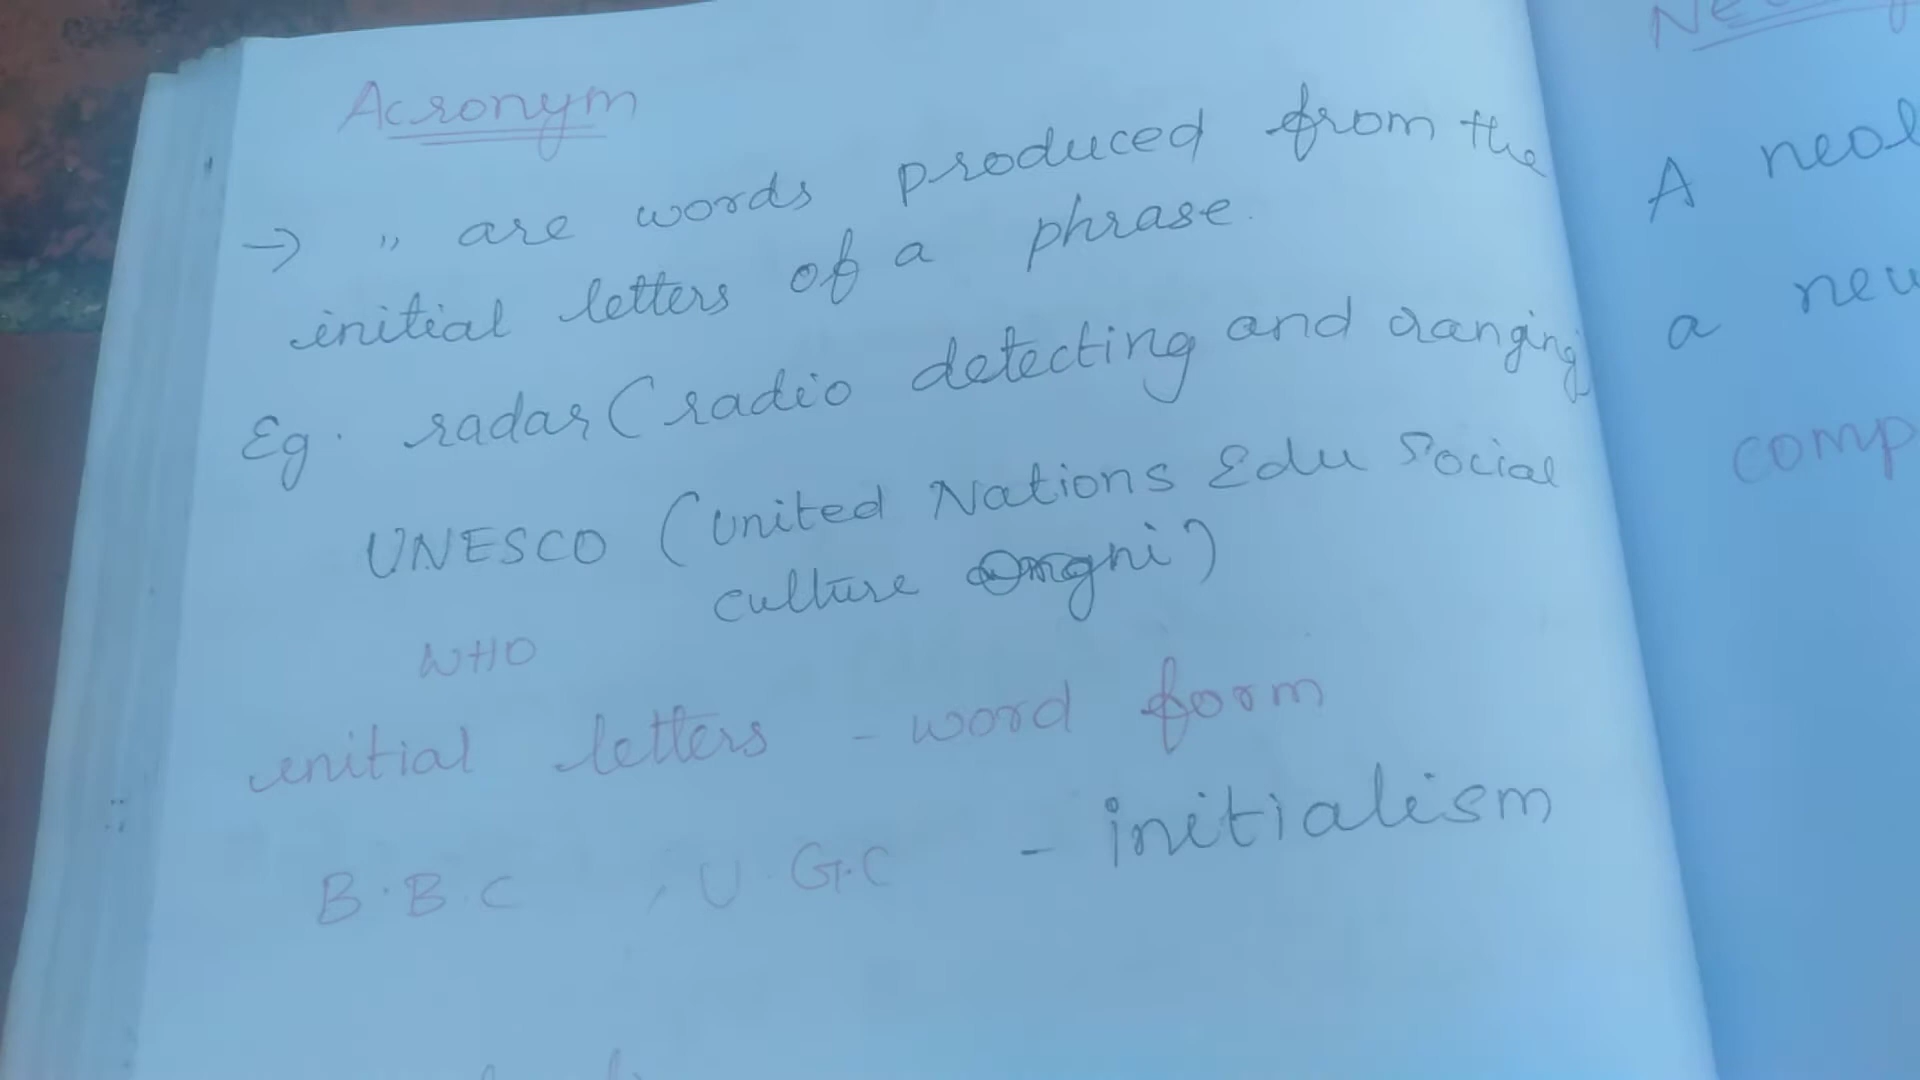 Acronym
→ " are words produced from the
initial letters of a phrase.
Eg. radar (radio detecting and ranging
UNESCO (United Nations Edu Social
culture Orgni)
WHO
initial letters - word form
B.B.C , U.G.C - initialism
A neol
a new
comp